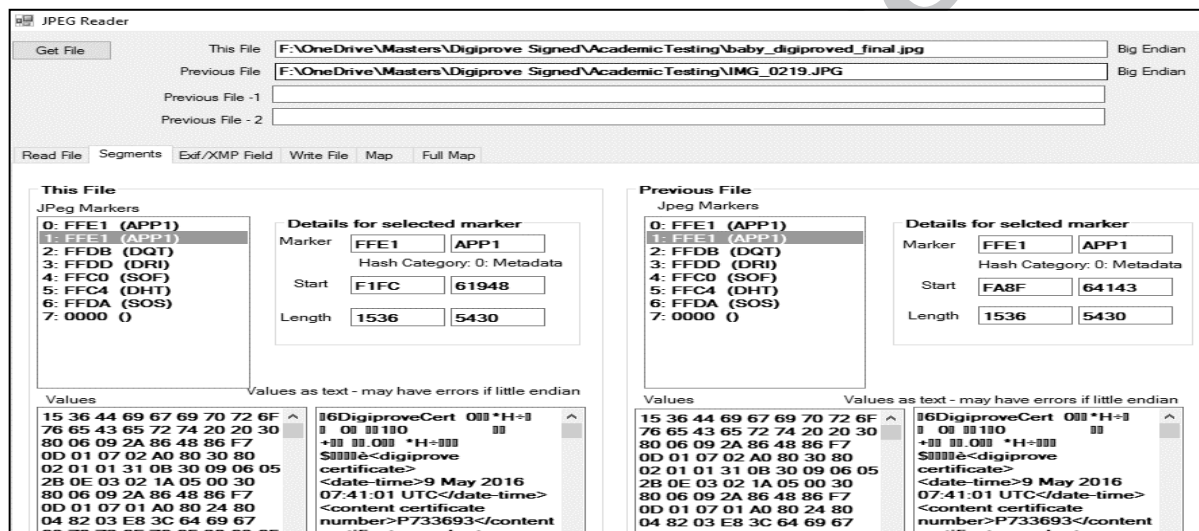 JPEG Reader
Get File This File F:\OneDrive\Masters\Digiprove Signed\AcademicTesting\baby_digiproved_final.jpg Big Endian
Previous File F:\OneDrive\Masters\Digiprove Signed\AcademicTesting\IMG_0219.JPG Big Endian
Previous File -1
Previous File - 2
Read File Segments Exif/XMP Field Write File Map Full Map
This File
JPeg Markers
0: FFE1 (APP1)
1: FFE1 (APP1)
2: FFDB (DQT)
3: FFDD (DRI)
4: FFC0 (SOF)
5: FFC4 (DHT)
6: FFDA (SOS)
7: 0000 ()
Details for selected marker
Marker FFE1 APP1
Hash Category: 0: Metadata
Start F1FC 61948
Length 1536 5430
Values as text - may have errors if little endian
Values
15 36 44 69 67 69 70 72 6F
76 65 43 65 72 74 20 20 30
80 06 09 2A 86 48 86 F7
0D 01 07 02 A0 80 30 80
02 01 01 31 0B 30 09 06 05
2B 0E 03 02 1A 05 00 30
80 06 09 2A 86 48 86 F7
0D 01 07 01 A0 80 24 80
04 82 03 E8 3C 64 69 67
6DigiproveCert 0 *H÷
è<digiprove
certificate>
<date-time>9 May 2016
07:41:01 UTC</date-time>
<content certificate
number>P733693</content
Previous File
Jpeg Markers
0: FFE1 (APP1)
1: FFE1 (APP1)
2: FFDB (DQT)
3: FFDD (DRI)
4: FFC0 (SOF)
5: FFC4 (DHT)
6: FFDA (SOS)
7: 0000 ()
Details for selcted marker
Marker FFE1 APP1
Hash Category: 0: Metadata
Start FA8F 64143
Length 1536 5430
Values as text - may have errors if little endian
Values
15 36 44 69 67 69 70 72 6F
76 65 43 65 72 74 20 20 30
80 06 09 2A 86 48 86 F7
0D 01 07 02 A0 80 30 80
02 01 01 31 0B 30 09 06 05
2B 0E 03 02 1A 05 00 30
80 06 09 2A 86 48 86 F7
0D 01 07 01 A0 80 24 80
04 82 03 E8 3C 64 69 67
6DigiproveCert 0 *H÷
è<digiprove
certificate>
<date-time>9 May 2016
07:41:01 UTC</date-time>
<content certificate
number>P733693</content